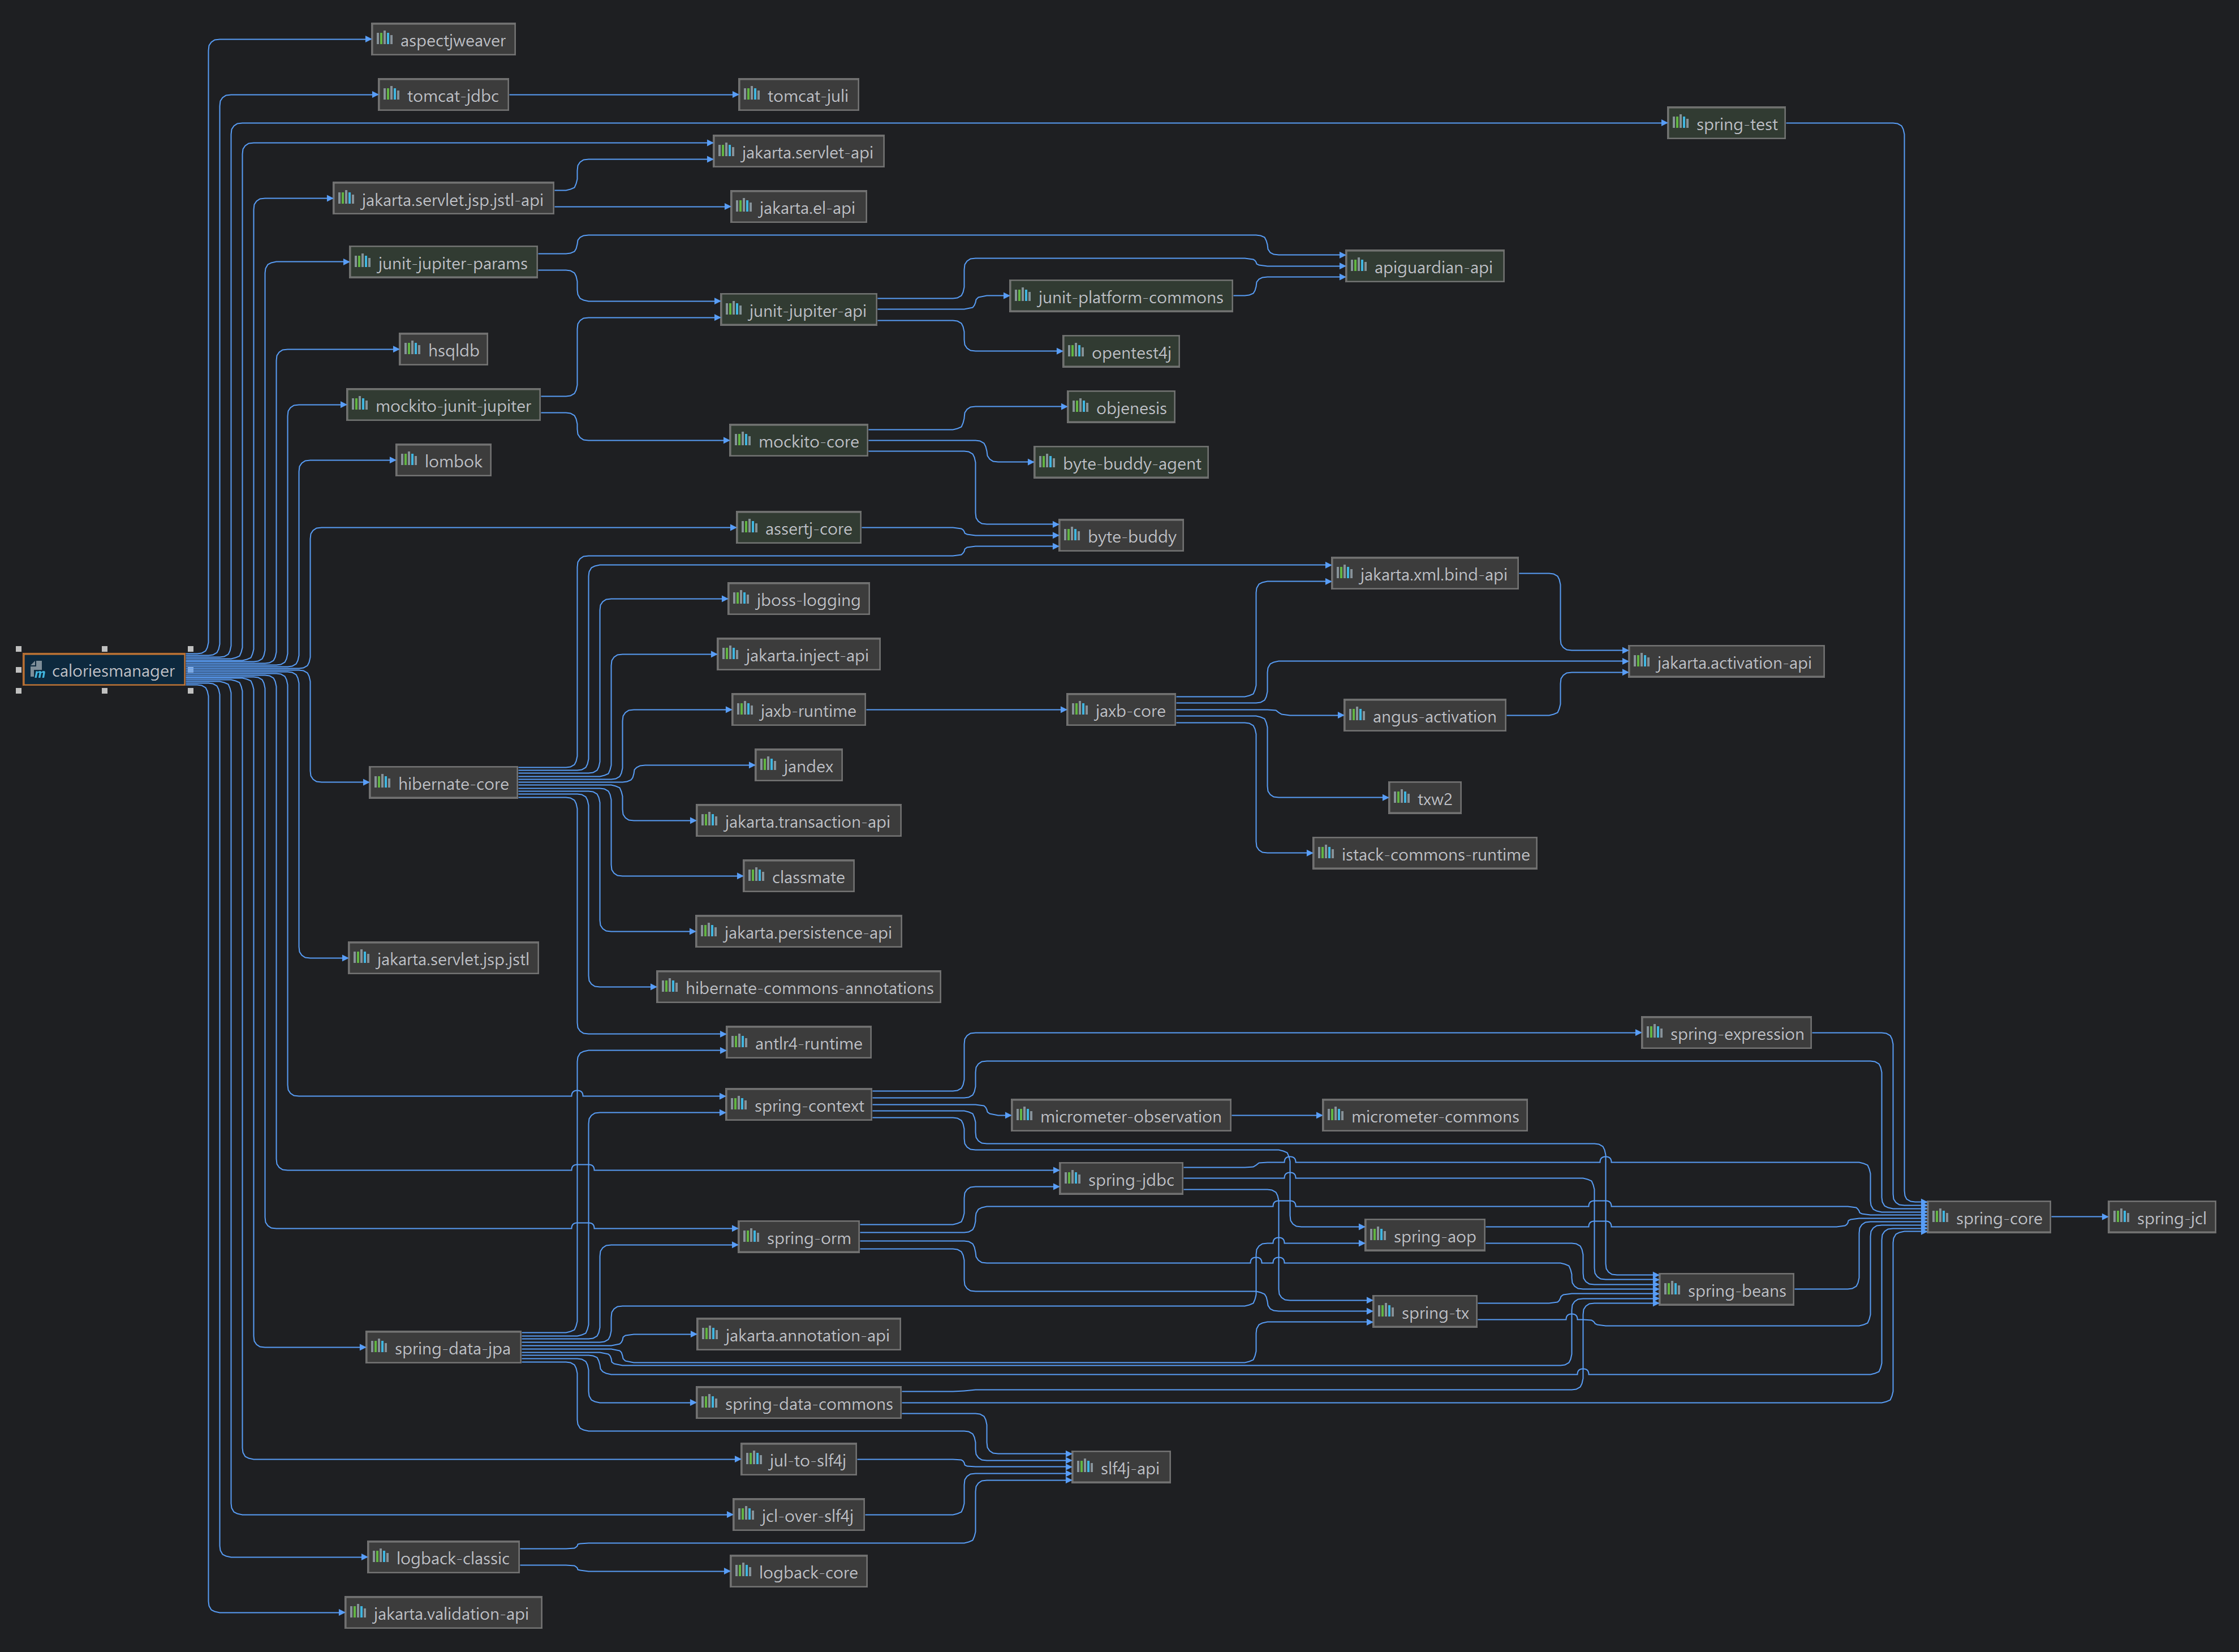 aspectjweaver
tomcat-jdbc
tomcat-juli
spring-test
jakarta.servlet-api
jakarta.servlet.jsp.jstl-api
jakarta.el-api
junit-jupiter-params
apiguardian-api
junit-platform-commons
junit-jupiter-api
hsqldb
opentest4j
mockito-junit-jupiter
objenesis
mockito-core
lombok
byte-buddy-agent
assertj-core
byte-buddy
jakarta.xml.bind-api
jboss-logging
jakarta.inject-api
jakarta.activation-api
caloriesmanager
jaxb-runtime
jaxb-core
angus-activation
jandex
hibernate-core
txw2
jakarta.transaction-api
istack-commons-runtime
classmate
jakarta.persistence-api
jakarta.servlet.jsp.jstl
hibernate-commons-annotations
spring-expression
antlr4-runtime
spring-context
micrometer-observation
micrometer-commons
spring-jdbc
spring-core
spring-jcl
spring-orm
spring-aop
spring-beans
spring-tx
jakarta.annotation-api
spring-data-jpa
spring-data-commons
jul-to-slf4j
slf4j-api
jcl-over-slf4j
logback-classic
logback-core
jakarta.validation-api